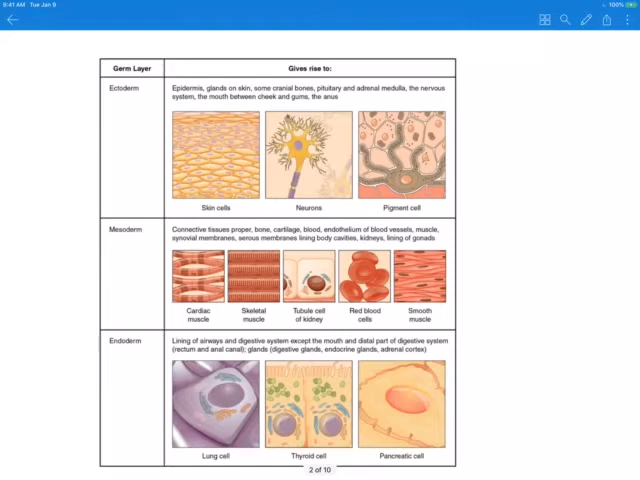 9:41 AM Tue Jan 9
100%
Germ Layer
Gives rise to:
Ectoderm
Epidermis, glands on skin, some cranial bones, pituitary and adrenal medulla, the nervous
system, the mouth between cheek and gums, the anus
Skin cells
Neurons
Pigment cell
Mesoderm
Connective tissues proper, bone, cartilage, blood, endothelium of blood vessels, muscle,
synovial membranes, serous membranes lining body cavities, kidneys, lining of gonads
Cardiac
muscle
Skeletal
muscle
Tubule cell
of kidney
Red blood
cells
Smooth
muscle
Endoderm
Lining of airways and digestive system except the mouth and distal part of digestive system
(rectum and anal canal); glands (digestive glands, endocrine glands, adrenal cortex)
Lung cell
Thyroid cell
Pancreatic cell
2 of 10